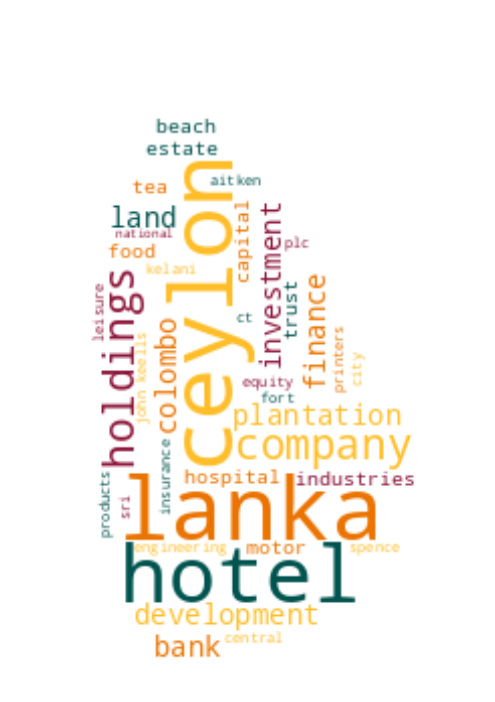 beach
estate
aitken
tea
ceylon
land
capital
investment
national
plc
food
kelani
holdings
leisure
trust
finance
ct
colombo
john keells
printers
city
equity
fort
plantation
company
insurance
hospital
industries
products
sri
lanka
engineering
motor
spence
hotel
development
central
bank